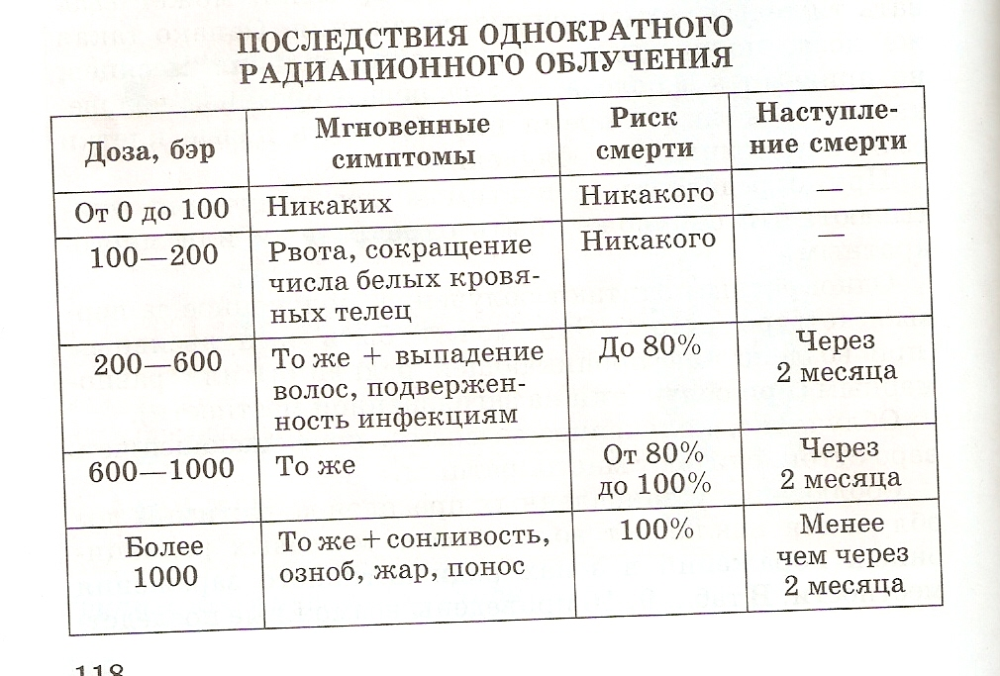 ПОСЛЕДСТВИЯ ОДНОКРАТНОГО
РАДИАЦИОННОГО ОБЛУЧЕНИЯ
Доза, бэр
Мгновенные
симптомы
Риск
смерти
Наступле-
ние смерти
От 0 до 100
Никаких
Никакого
—
100—200
Рвота, сокращение
числа белых кровя-
ных телец
Никакого
—
200—600
То же + выпадение
волос, подвержен-
ность инфекциям
До 80%
Через
2 месяца
600—1000
То же
От 80%
до 100%
Через
2 месяца
Более
1000
То же + сонливость,
озноб, жар, понос
100%
Менее
чем через
2 месяца
118